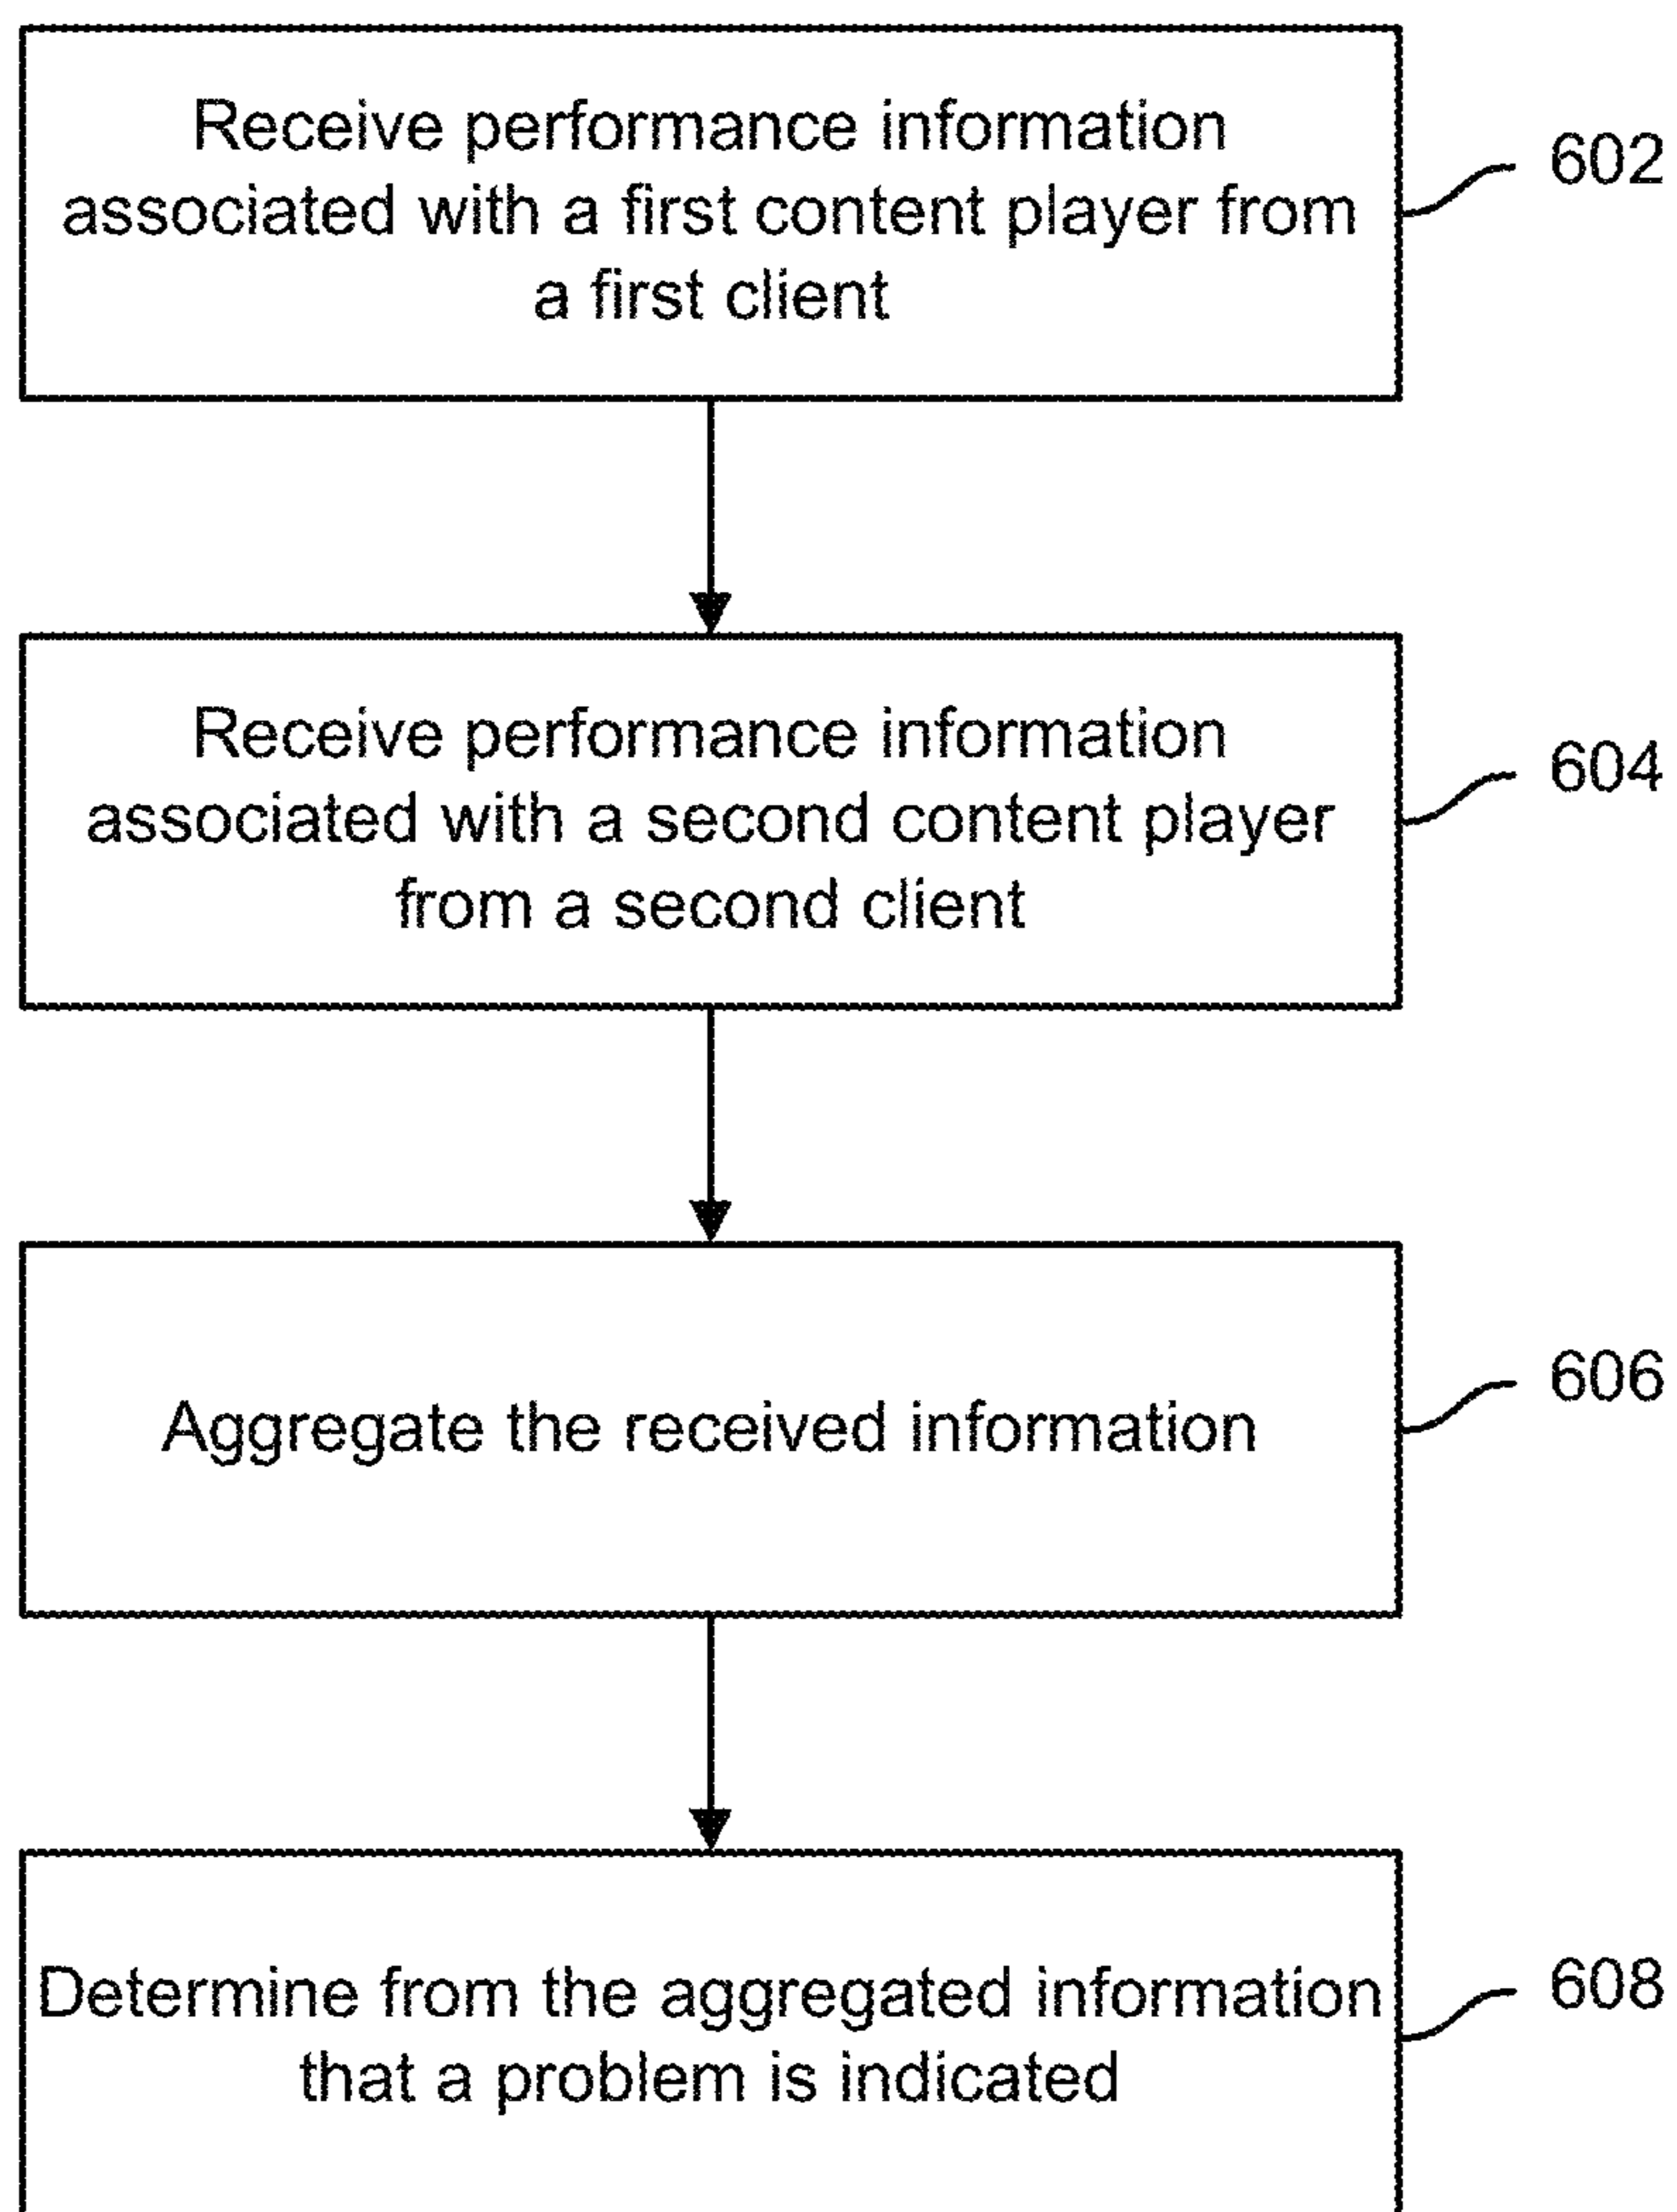 Receive performance information
associated with a first content player from
a first client
602
Receive performance information
associated with a second content player
from a second client
604
Aggregate the received information
606
Determine from the aggregated information
that a problem is indicated
608